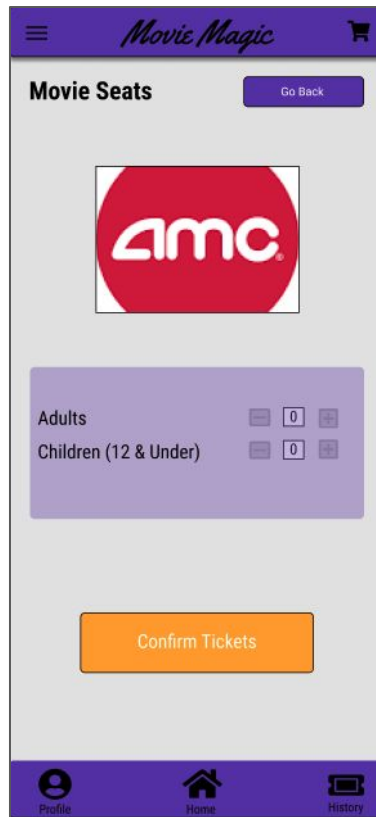 Movie Magic
Movie Seats
Go Back
amc
Adults 0
Children (12 & Under) 0
Confirm Tickets
Profile Home History